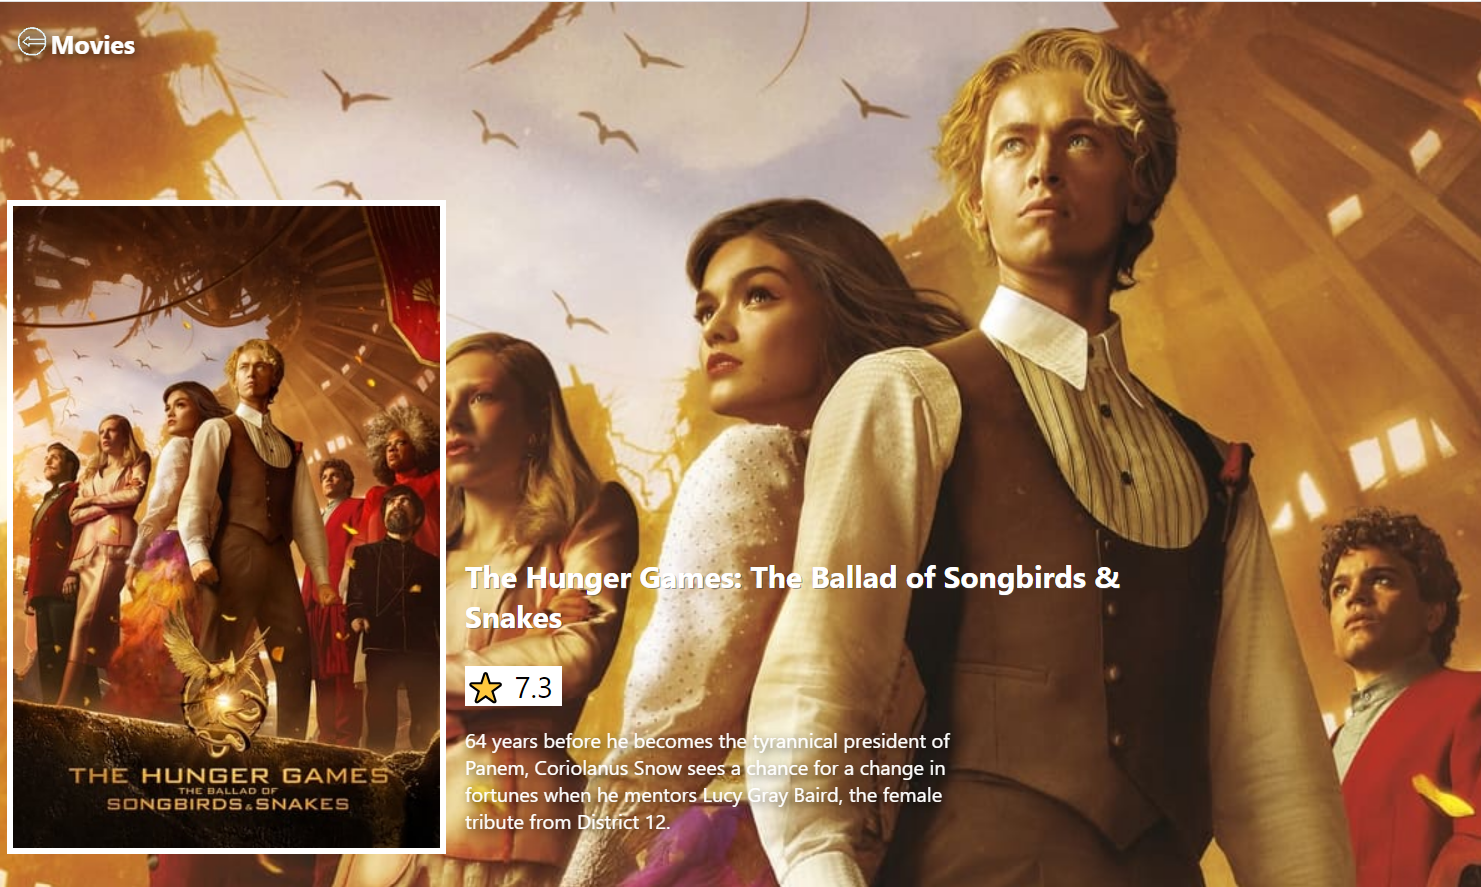 Movies
The Hunger Games: The Ballad of Songbirds &
Snakes
7.3
64 years before he becomes the tyrannical president of
Panem, Coriolanus Snow sees a chance for a change in
fortunes when he mentors Lucy Gray Baird, the female
tribute from District 12.
THE HUNGER GAMES
THE BALLAD OF
SONGBIRDS & SNAKES